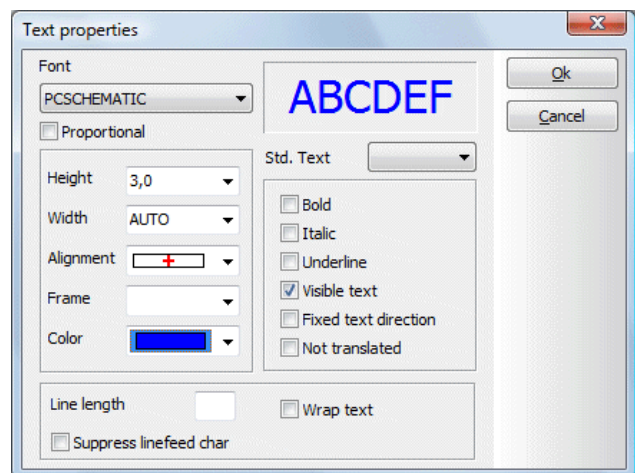 Text properties
Font
PCSCHEMATIC
Proportional
ABCDEF
Ok
Cancel
Std. Text
Height 3,0
Width AUTO
Alignment
Frame
Color
Bold
Italic
Underline
Visible text
Fixed text direction
Not translated
Line length
Wrap text
Suppress linefeed char